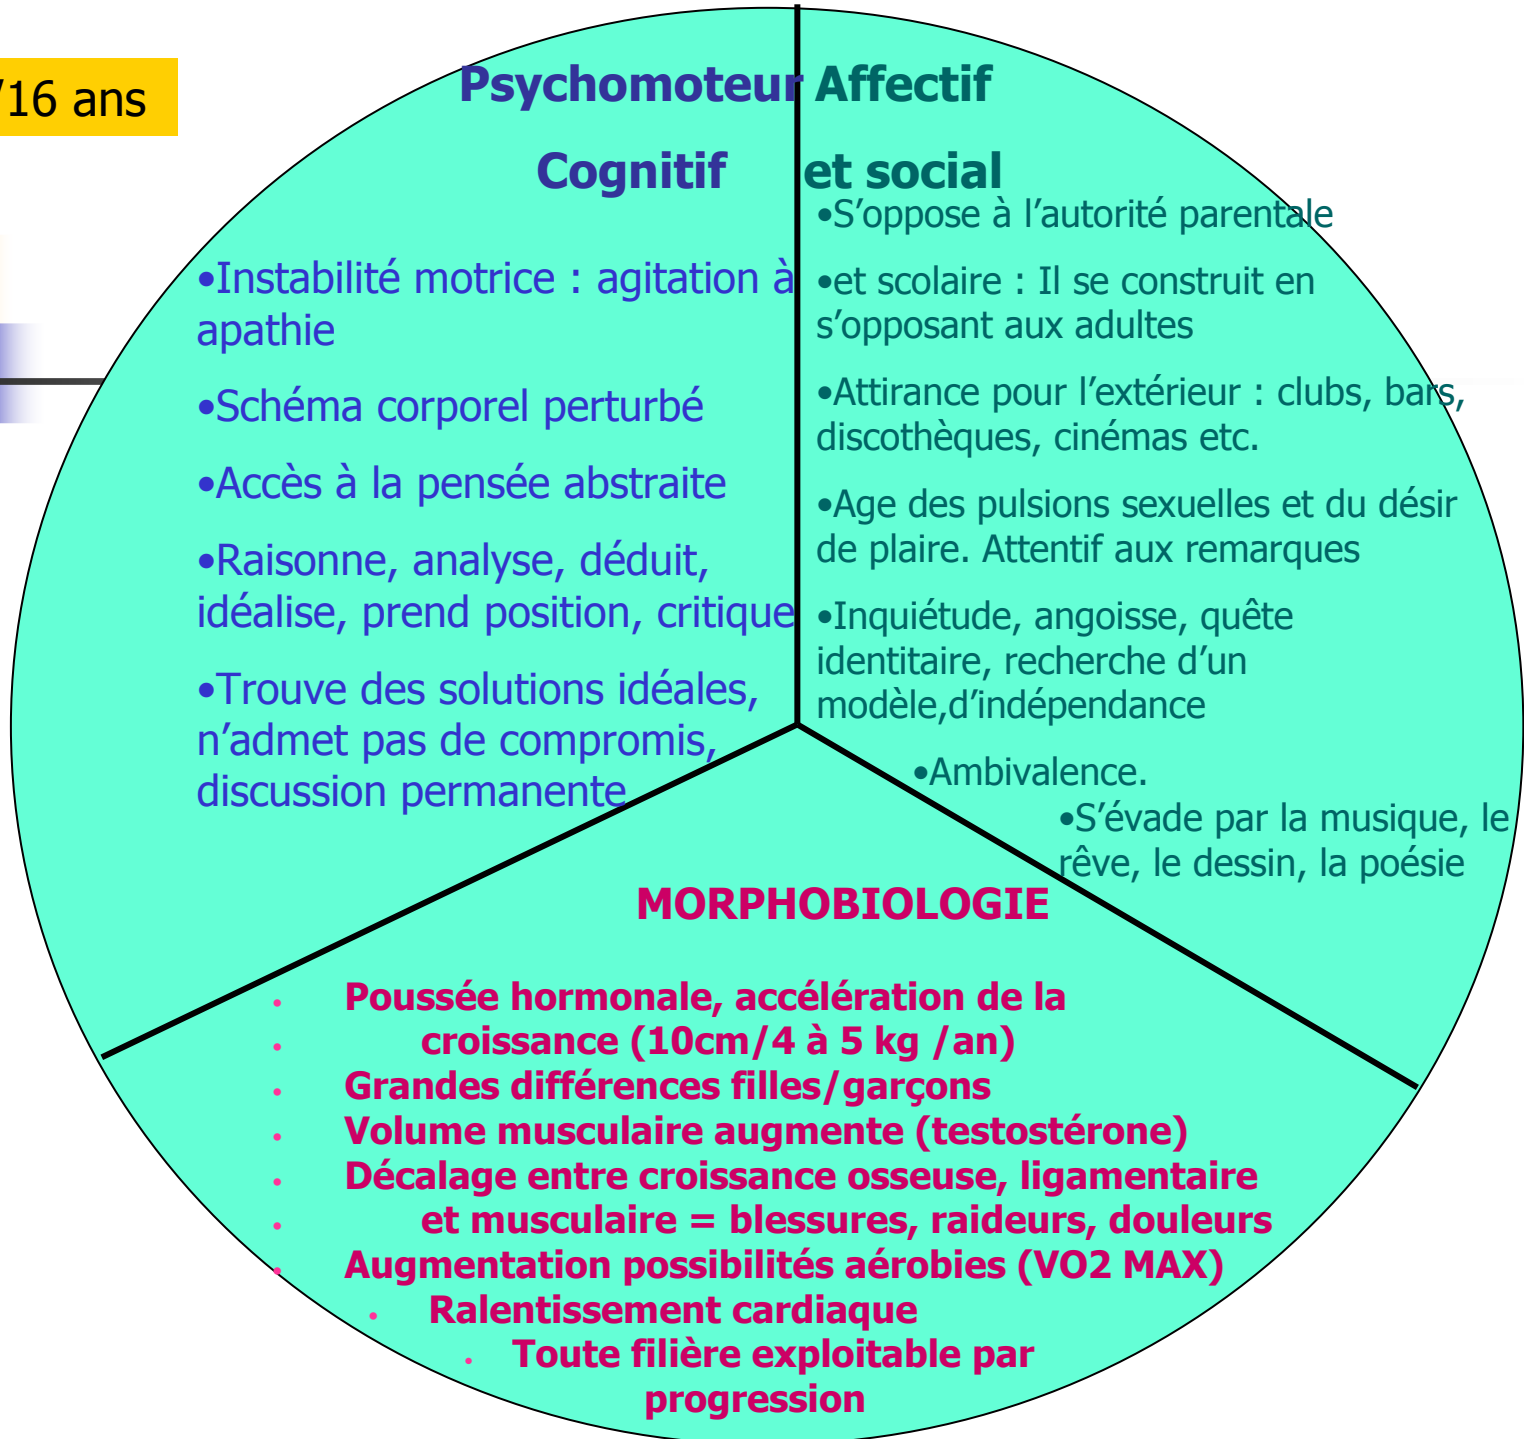 /16 ans
Psychomoteur
Cognitif
•Instabilité motrice : agitation à
apathie
•Schéma corporel perturbé
•Accès à la pensée abstraite
•Raisonne, analyse, déduit,
idéalise, prend position, critique
•Trouve des solutions idéales,
n’admet pas de compromis,
discussion permanente
Affectif
et social
•S’oppose à l’autorité parentale
•et scolaire : Il se construit en
s’opposant aux adultes
•Attirance pour l’extérieur : clubs, bars,
discothèques, cinémas etc.
•Age des pulsions sexuelles et du désir
de plaire. Attentif aux remarques
•Inquiétude, angoisse, quête
identitaire, recherche d’un
modèle,d’indépendance
•Ambivalence.
•S’évade par la musique, le
rêve, le dessin, la poésie
MORPHOBIOLOGIE
• Poussée hormonale, accélération de la
• croissance (10cm/4 à 5 kg /an)
• Grandes différences filles/garçons
• Volume musculaire augmente (testostérone)
• Décalage entre croissance osseuse, ligamentaire
• et musculaire = blessures, raideurs, douleurs
• Augmentation possibilités aérobies (VO2 MAX)
• Ralentissement cardiaque
• Toute filière exploitable par
progression